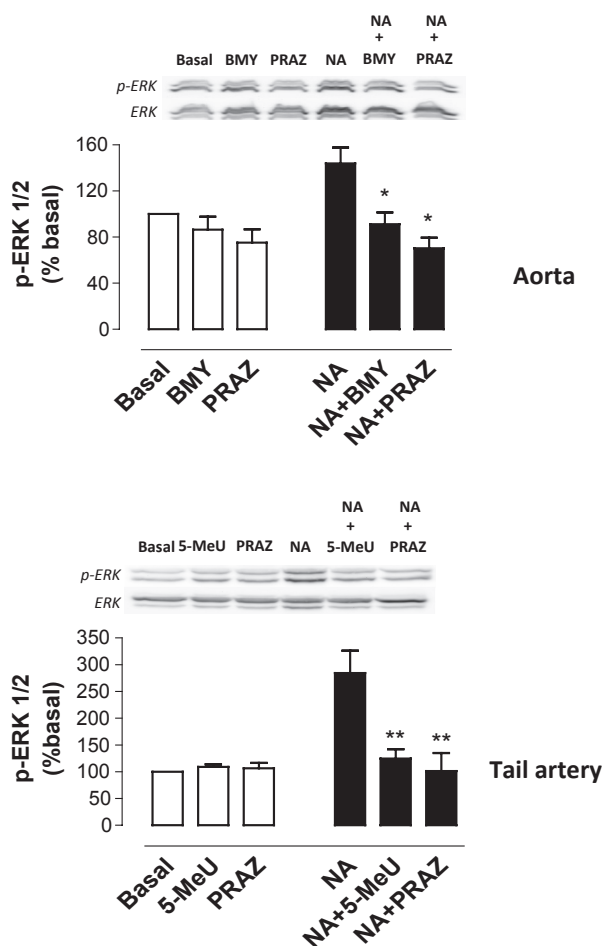 NA NA
+ +
Basal BMY PRAZ NA BMY PRAZ
p-ERK
ERK
160
120
80
40
0
p-ERK 1/2
(% basal)
* *
Aorta
Basal BMY PRAZ NA NA+BMY NA+PRAZ
NA NA
+ +
Basal 5-MeU PRAZ NA 5-MeU PRAZ
p-ERK
ERK
350
300
250
200
150
100
50
0
p-ERK 1/2
(%basal)
** **
Tail artery
Basal 5-MeU PRAZ NA NA+5-MeU NA+PRAZ